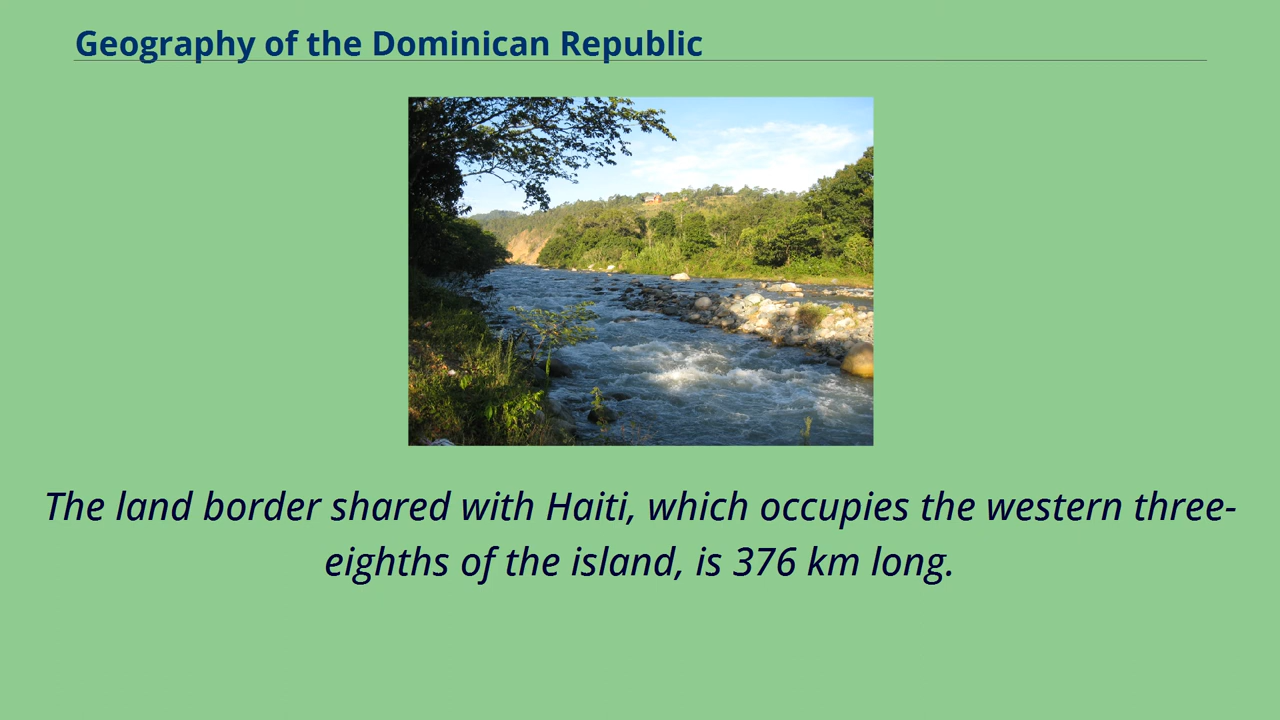 Geography of the Dominican Republic
The land border shared with Haiti, which occupies the western three-
eighths of the island, is 376 km long.